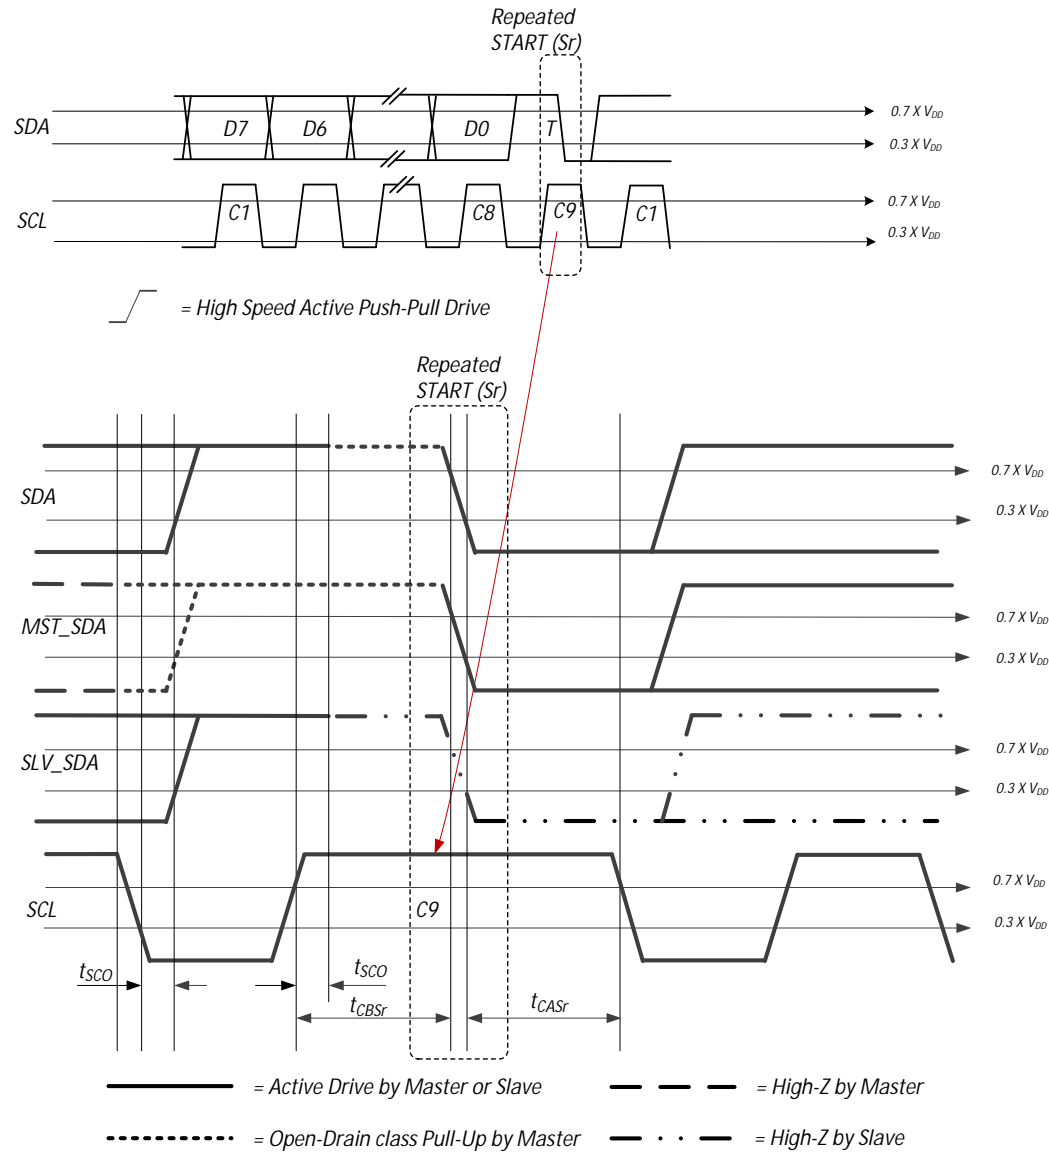 Repeated
START (Sr)
SDA
D7
D6
D0
T
0.7 X VDD
0.3 X VDD
SCL
C1
C8
C9
C1
0.7 X VDD
0.3 X VDD
= High Speed Active Push-Pull Drive
Repeated
START (Sr)
SDA
0.7 X VDD
0.3 X VDD
MST_SDA
0.7 X VDD
0.3 X VDD
SLV_SDA
0.7 X VDD
0.3 X VDD
SCL
C9
0.7 X VDD
0.3 X VDD
tSCO
tSCO
tCBSr
tCASr
= Active Drive by Master or Slave
= High-Z by Master
= Open-Drain class Pull-Up by Master
= High-Z by Slave